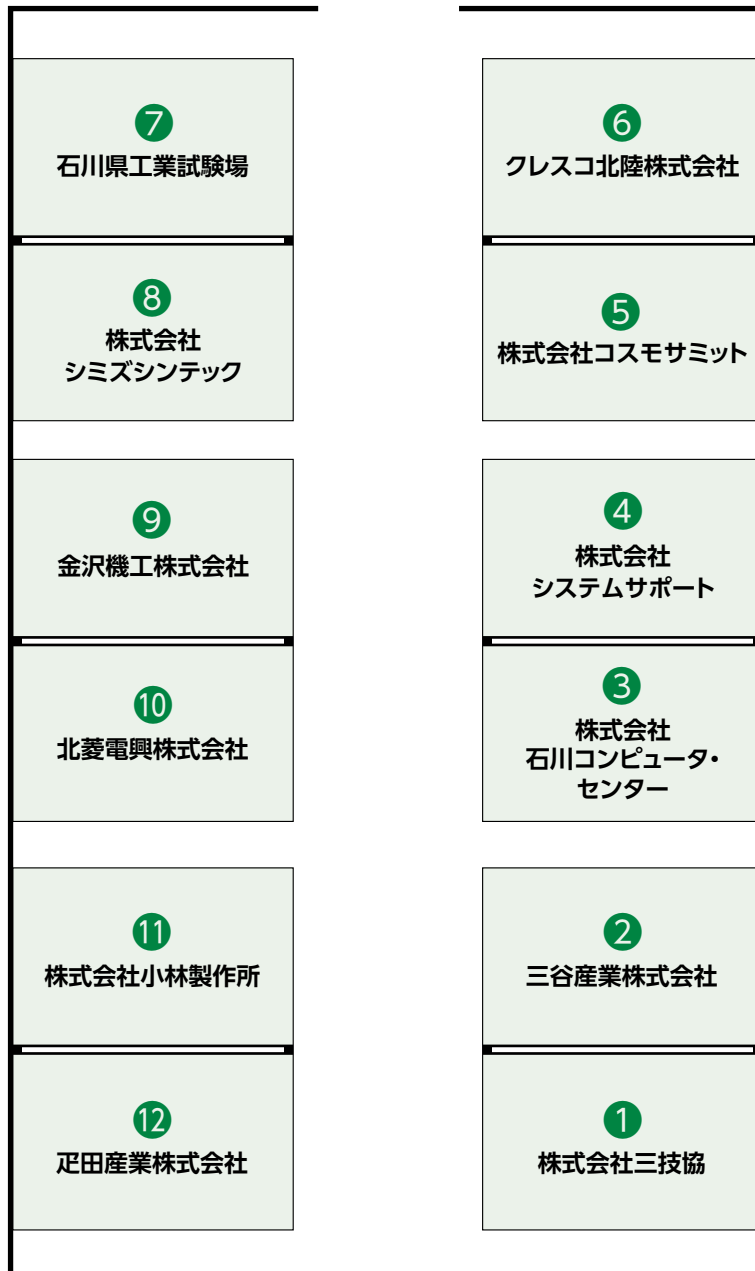 7
石川県工業試験場
8
株式会社
シミズシンテック
9
金沢機工株式会社
10
北菱電興株式会社
11
株式会社小林製作所
12
疋田産業株式会社
6
クレスコ北陸株式会社
5
株式会社コスモサミット
4
株式会社
システムサポート
3
株式会社
石川コンピュータ・
センター
2
三谷産業株式会社
1
株式会社三技協